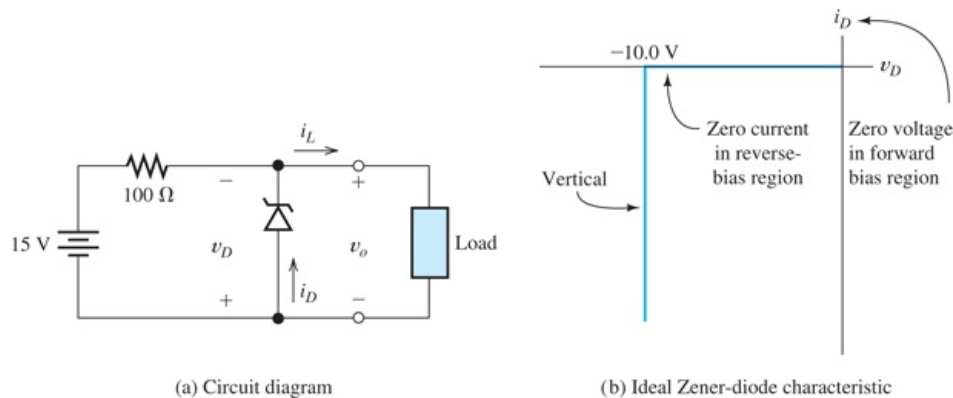 i_L
100 Ω
−
+
15 V
v_D
v_o
Load
+
i_D
−
(a) Circuit diagram
i_D
−10.0 V
v_D
Zero current
in reverse-
bias region
Zero voltage
in forward
bias region
Vertical
(b) Ideal Zener-diode characteristic